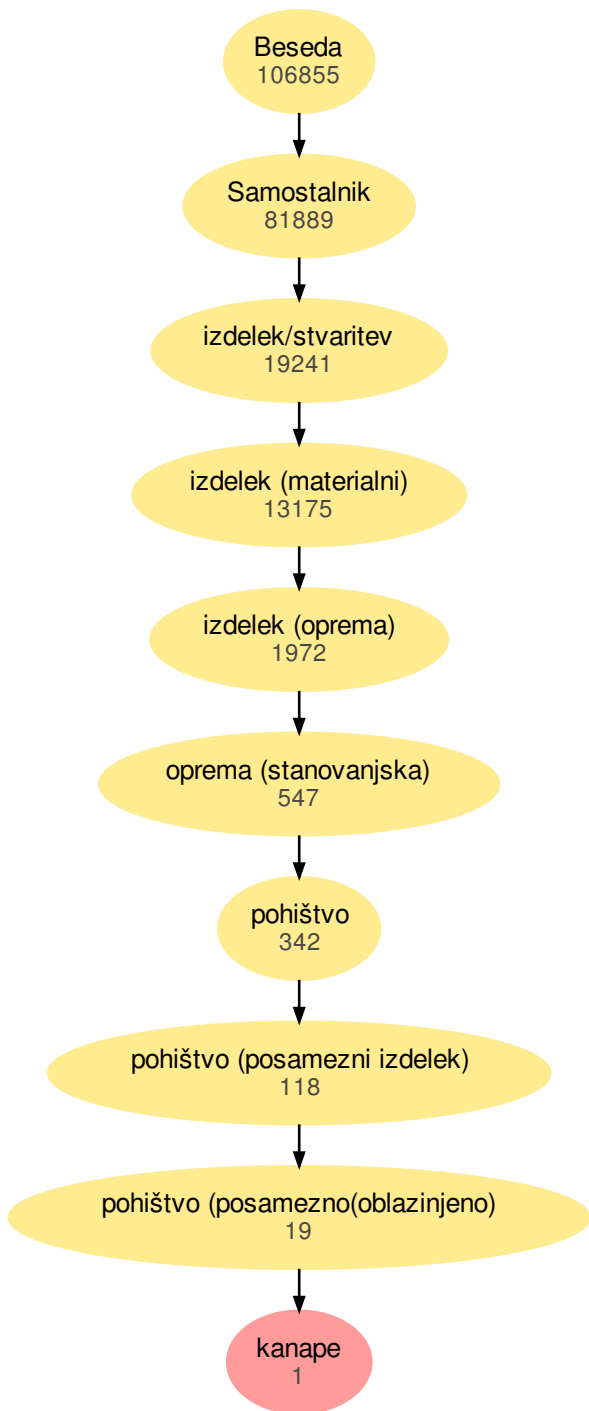 Beseda
106855
Samostalnik
81889
izdelek/stvaritev
19241
izdelek (materialni)
13175
izdelek (oprema)
1972
oprema (stanovanjska)
547
pohištvo
342
pohištvo (posamezni izdelek)
118
pohištvo (posamezno(oblazinjeno)
19
kanape
1